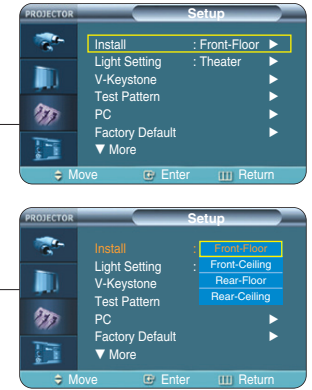 PROJECTOR Setup
Install : Front-Floor ▶
Light Setting : Theater ▶
V-Keystone ▶
Test Pattern ▶
PC ▶
Factory Default ▶
▼ More
Move Enter Return
PROJECTOR Setup
Install : Front-Floor
Light Setting : Front-Ceiling
V-Keystone Rear-Floor
Test Pattern Rear-Ceiling
PC ▶
Factory Default ▶
▼ More
Move Enter Return